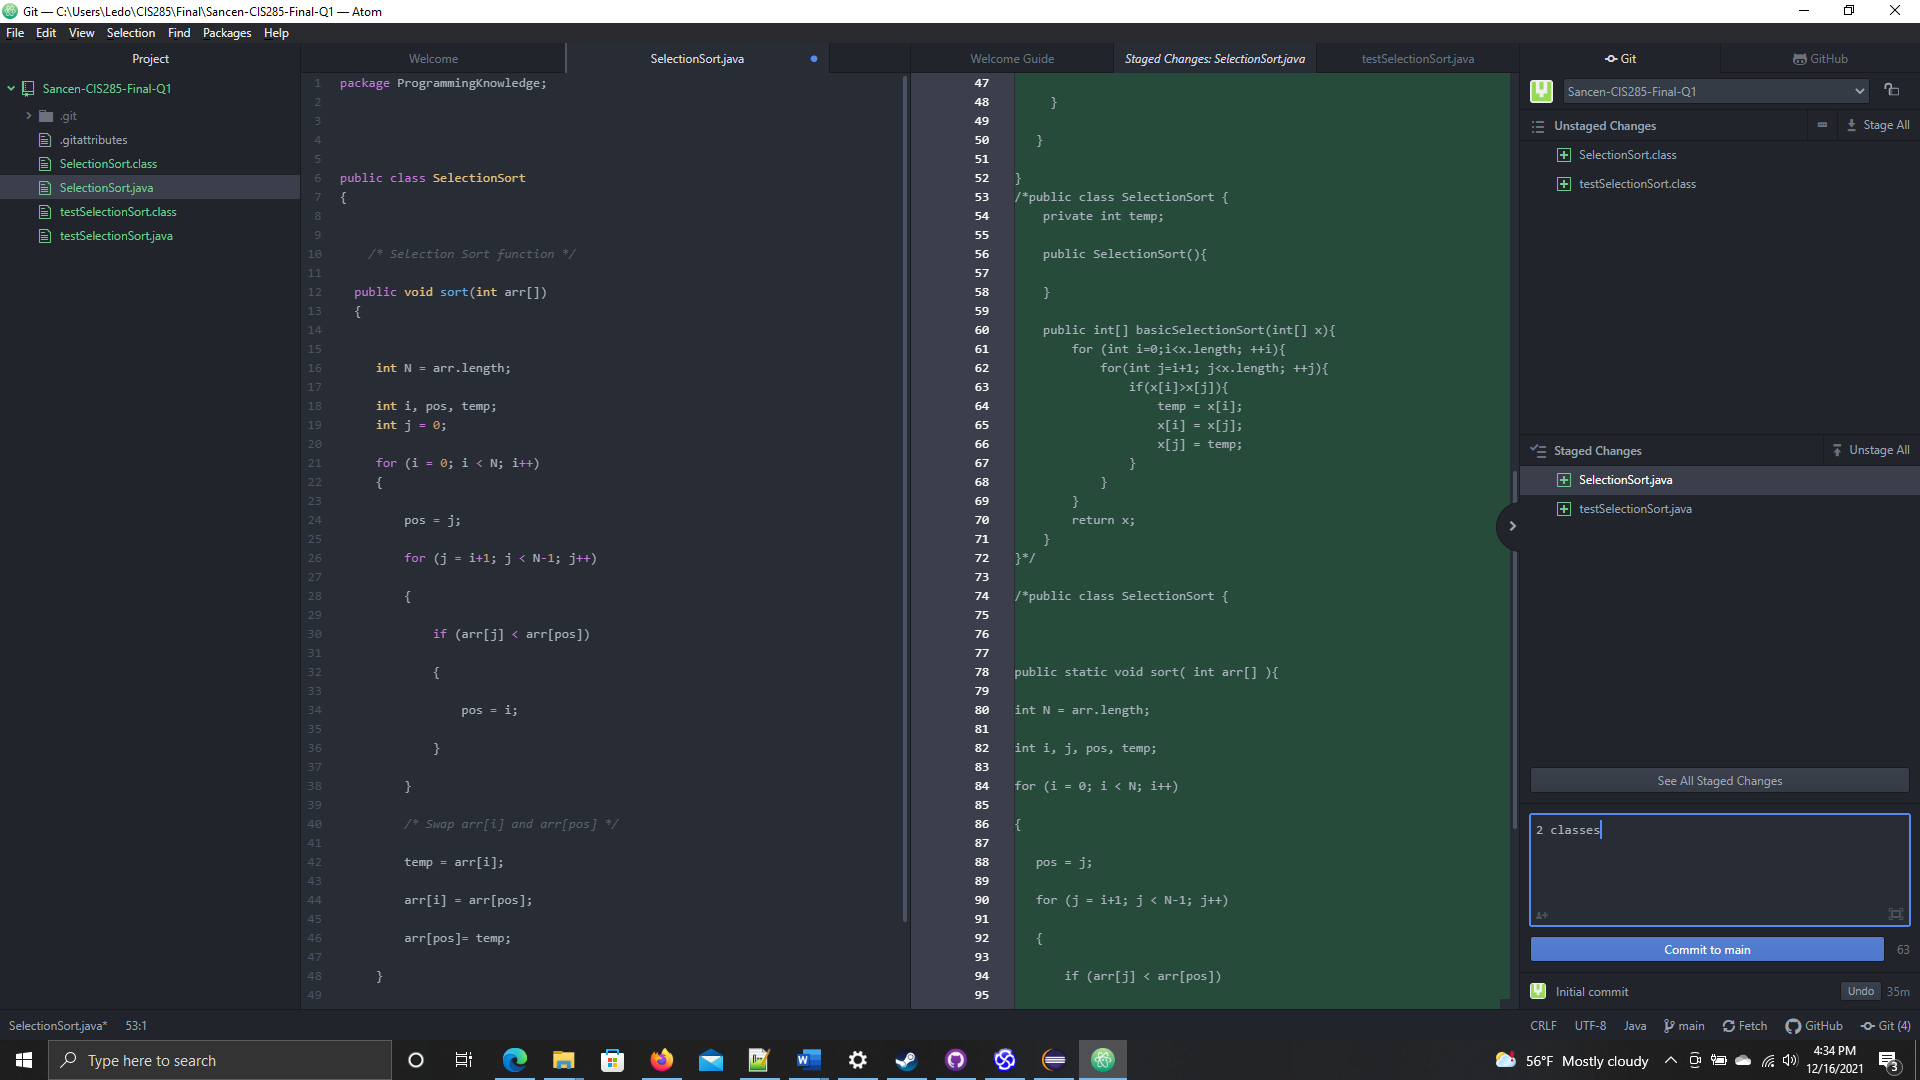 Git — C:\Users\Ledo\CIS285\Final\Sancen-CIS285-Final-Q1 — Atom
File Edit View Selection Find Packages Help
Project
Sancen-CIS285-Final-Q1
.git
.gitattributes
SelectionSort.class
SelectionSort.java
testSelectionSort.class
testSelectionSort.java
Welcome
SelectionSort.java
1 package ProgrammingKnowledge;
2
3
4
5
6 public class SelectionSort
7 {
8
9
10 /* Selection Sort function */
11
12 public void sort(int arr[])
13 {
14
15
16 int N = arr.length;
17
18 int i, pos, temp;
19 int j = 0;
20
21 for (i = 0; i < N; i++)
22 {
23
24 pos = j;
25
26 for (j = i+1; j < N-1; j++)
27
28 {
29
30 if (arr[j] < arr[pos])
31
32 {
33
34 pos = i;
35
36 }
37
38 }
39
40 /* Swap arr[i] and arr[pos] */
41
42 temp = arr[i];
43
44 arr[i] = arr[pos];
45
46 arr[pos]= temp;
47
48 }
49
Welcome Guide
Staged Changes: SelectionSort.java
testSelectionSort.java
47
48 }
49
50 }
51
52 }
53 /*public class SelectionSort {
54 private int temp;
55
56 public SelectionSort(){
57
58 }
59
60 public int[] basicSelectionSort(int[] x){
61 for (int i=0;i<x.length; ++i){
62 for(int j=i+1; j<x.length; ++j){
63 if(x[i]>x[j]){
64 temp = x[i];
65 x[i] = x[j];
66 x[j] = temp;
67 }
68 }
69 }
70 return x;
71 }
72 }*/
73
74 /*public class SelectionSort {
75
76
77
78 public static void sort( int arr[] ){
79
80 int N = arr.length;
81
82 int i, j, pos, temp;
83
84 for (i = 0; i < N; i++)
85
86 {
87
88 pos = j;
89
90 for (j = i+1; j < N-1; j++)
91
92 {
93
94 if (arr[j] < arr[pos])
95
Git
GitHub
Sancen-CIS285-Final-Q1
Unstaged Changes
Stage All
SelectionSort.class
testSelectionSort.class
Staged Changes
Unstage All
SelectionSort.java
testSelectionSort.java
See All Staged Changes
2 classes
Commit to main
63
Initial commit
Undo
35m
SelectionSort.java* 53:1
CRLF UTF-8 Java main Fetch GitHub Git (4)
Type here to search
56°F Mostly cloudy
4:34 PM
12/16/2021
3